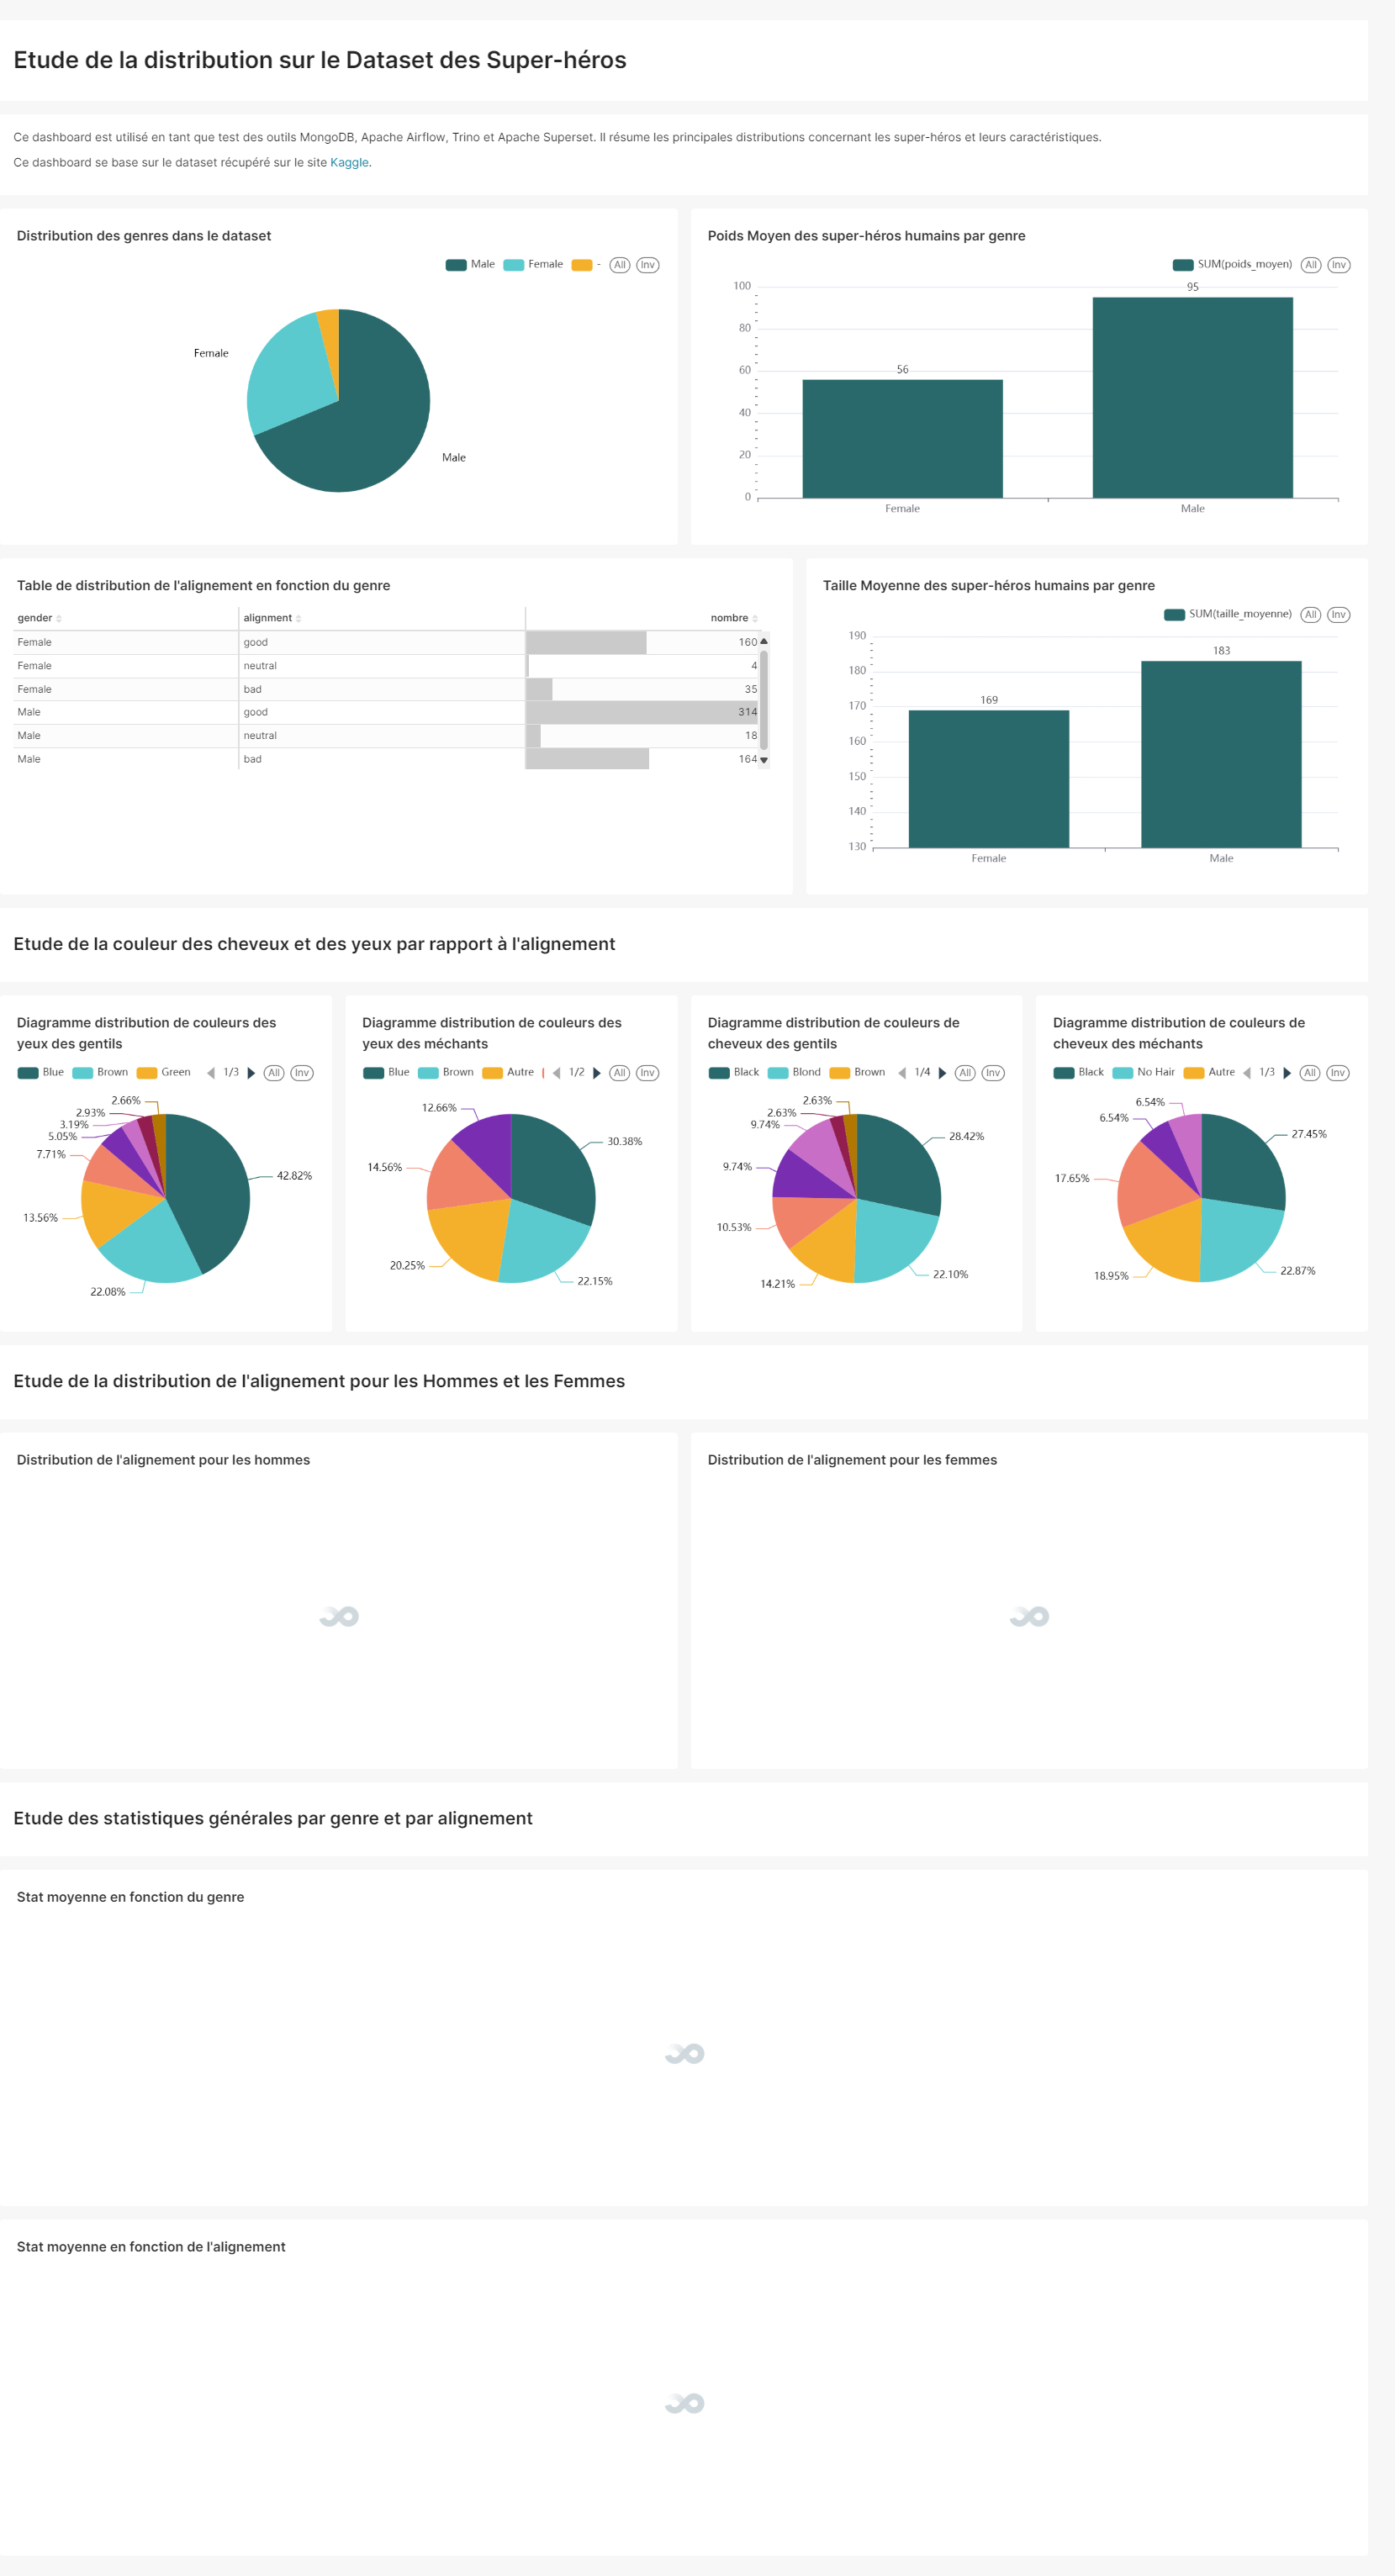 Etude de la distribution sur le Dataset des Super-héros
Ce dashboard est utilisé en tant que test des outils MongoDB, Apache Airflow, Trino et Apache Superset. Il résume les principales distributions concernant les super-héros et leurs caractéristiques.
Ce dashboard se base sur le dataset récupéré sur le site Kaggle.
Distribution des genres dans le dataset
Male Female - All Inv
Female
Male
Poids Moyen des super-héros humains par genre
SUM(poids_moyen) All Inv
100
95
80
60
56
40
20
0
Female Male
Table de distribution de l'alignement en fonction du genre
gender alignment nombre
Female good 160
Female neutral 4
Female bad 35
Male good 314
Male neutral 18
Male bad 164
Taille Moyenne des super-héros humains par genre
SUM(taille_moyenne) All Inv
190
183
180
169
170
160
150
140
130
Female Male
Etude de la couleur des cheveux et des yeux par rapport à l'alignement
Diagramme distribution de couleurs des
yeux des gentils
Blue Brown Green 1/3 All Inv
2.66%
2.93%
3.19%
5.05%
7.71%
42.82%
13.56%
22.08%
Diagramme distribution de couleurs des
yeux des méchants
Blue Brown Autre 1/2 All Inv
12.66%
30.38%
14.56%
20.25%
22.15%
Diagramme distribution de couleurs de
cheveux des gentils
Black Blond Brown 1/4 All Inv
2.63%
2.63%
9.74%
28.42%
9.74%
10.53%
22.10%
14.21%
Diagramme distribution de couleurs de
cheveux des méchants
Black No Hair Autre 1/3 All Inv
6.54%
6.54%
27.45%
17.65%
22.87%
18.95%
Etude de la distribution de l'alignement pour les Hommes et les Femmes
Distribution de l'alignement pour les hommes
Distribution de l'alignement pour les femmes
Etude des statistiques générales par genre et par alignement
Stat moyenne en fonction du genre
Stat moyenne en fonction de l'alignement